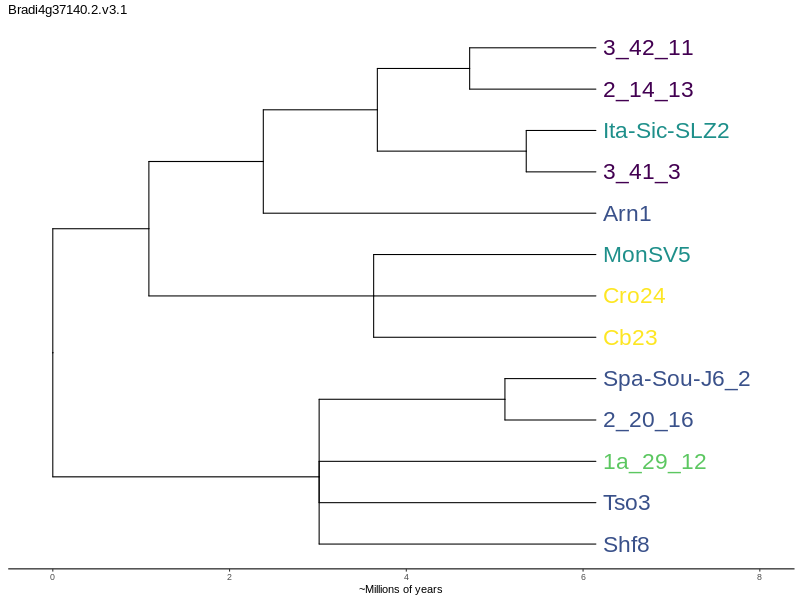 Bradi4g37140.2.v3.1
3_42_11
2_14_13
Ita-Sic-SLZ2
3_41_3
Arn1
MonSV5
Cro24
Cb23
Spa-Sou-J6_2
2_20_16
1a_29_12
Tso3
Shf8
0 2 4 6 8
~Millions of years